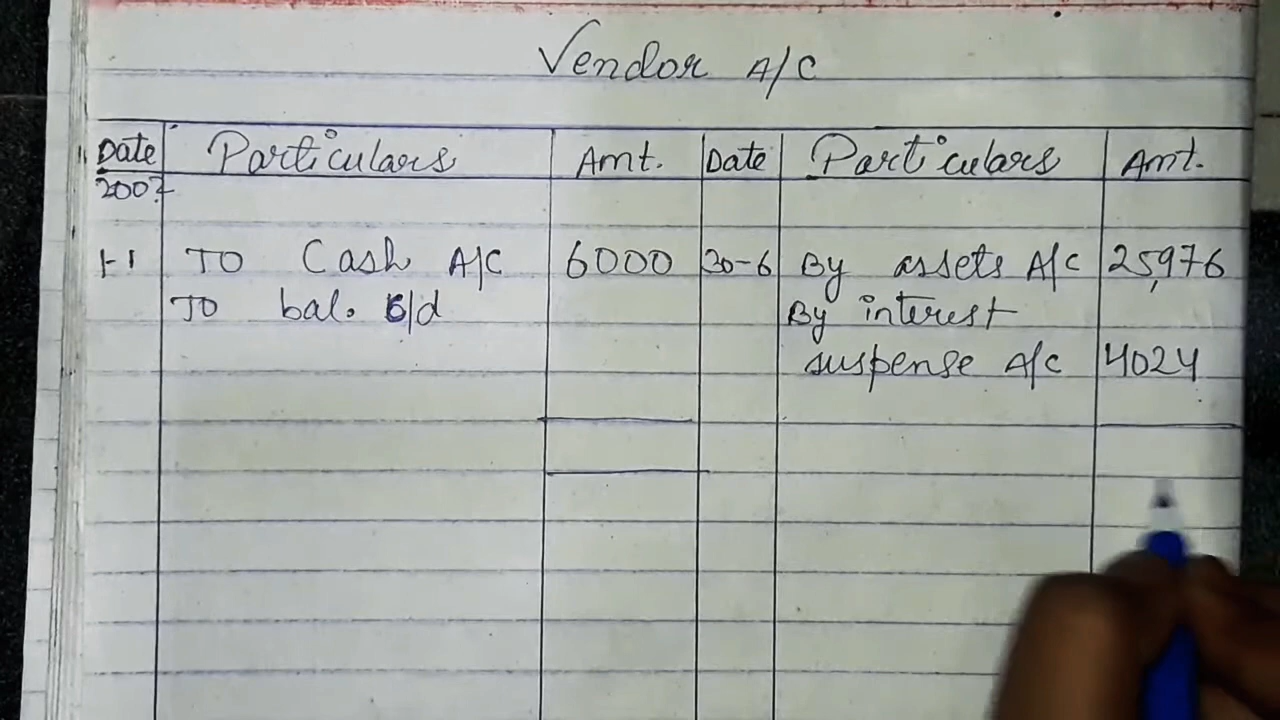 Vendor A/C
Date Particulars Amt. Date Particulars Amt.
2007
1-1 To Cash A/C 6000 30-6 By assets A/C 25,976
To bal. c/d By interest
suspense A/C 4024